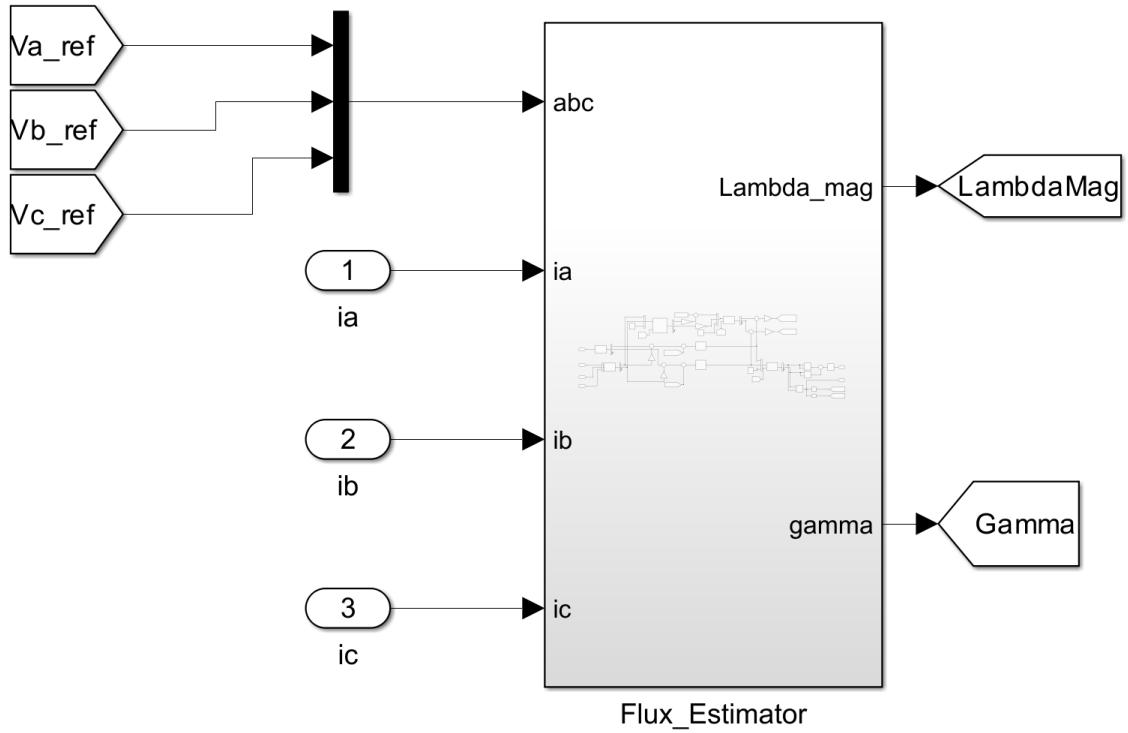 Va_ref
Vb_ref
Vc_ref
abc
Lambda_mag
LambdaMag
1
ia
ia
2
ib
ib
gamma
Gamma
3
ic
ic
Flux_Estimator